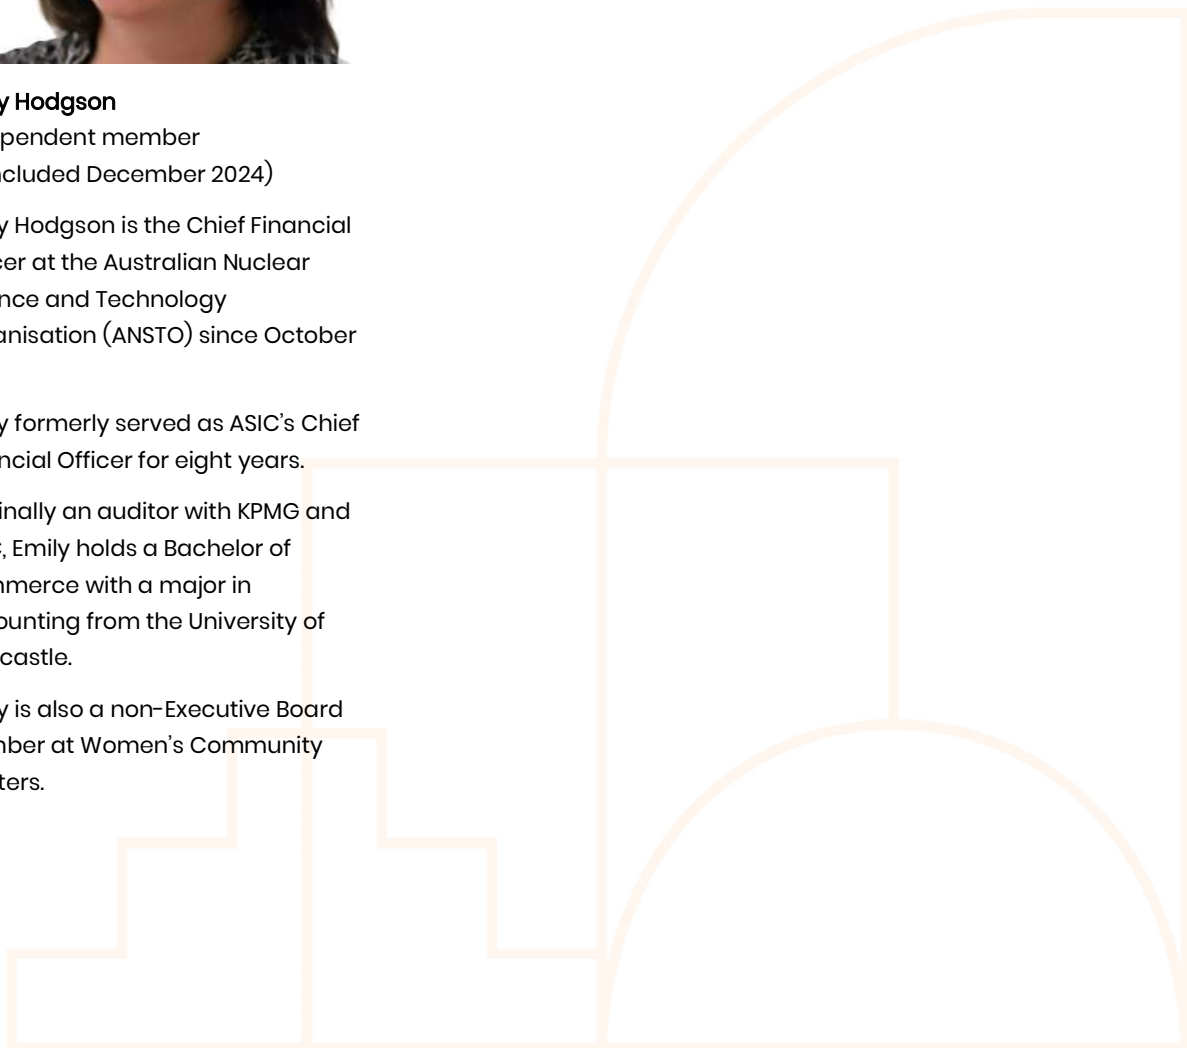 y Hodgson
pendent member
ncluded December 2024)
y Hodgson is the Chief Financial
cer at the Australian Nuclear
nce and Technology
anisation (ANSTO) since October
y formerly served as ASIC’s Chief
ncial Officer for eight years.
inally an auditor with KPMG and
, Emily holds a Bachelor of
mmerce with a major in
ounting from the University of
castle.
y is also a non-Executive Board
mber at Women’s Community
ters.